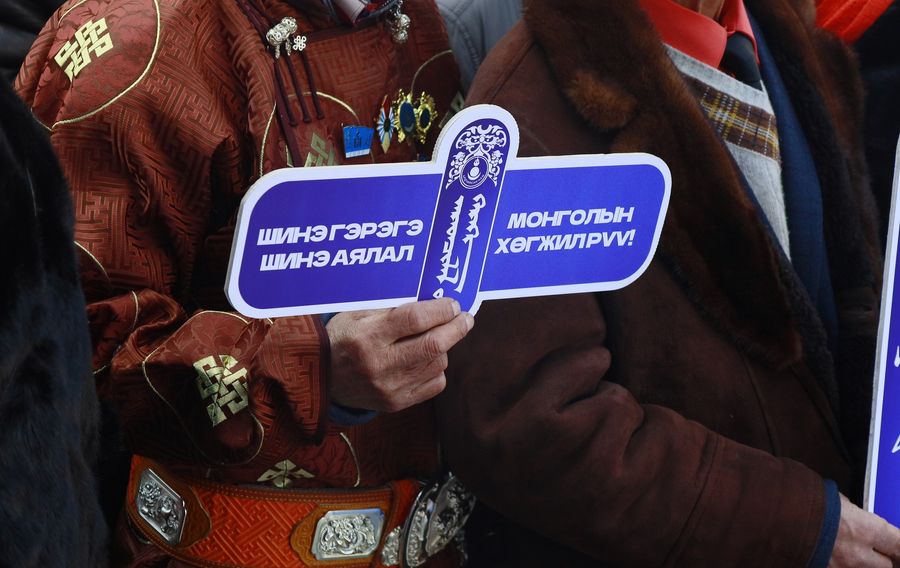 ШИНЭ ГЭРЭГЭ
ШИНЭ АЯЛАЛ
МОНГОЛЫН
ХӨГЖИЛ РҮҮ!